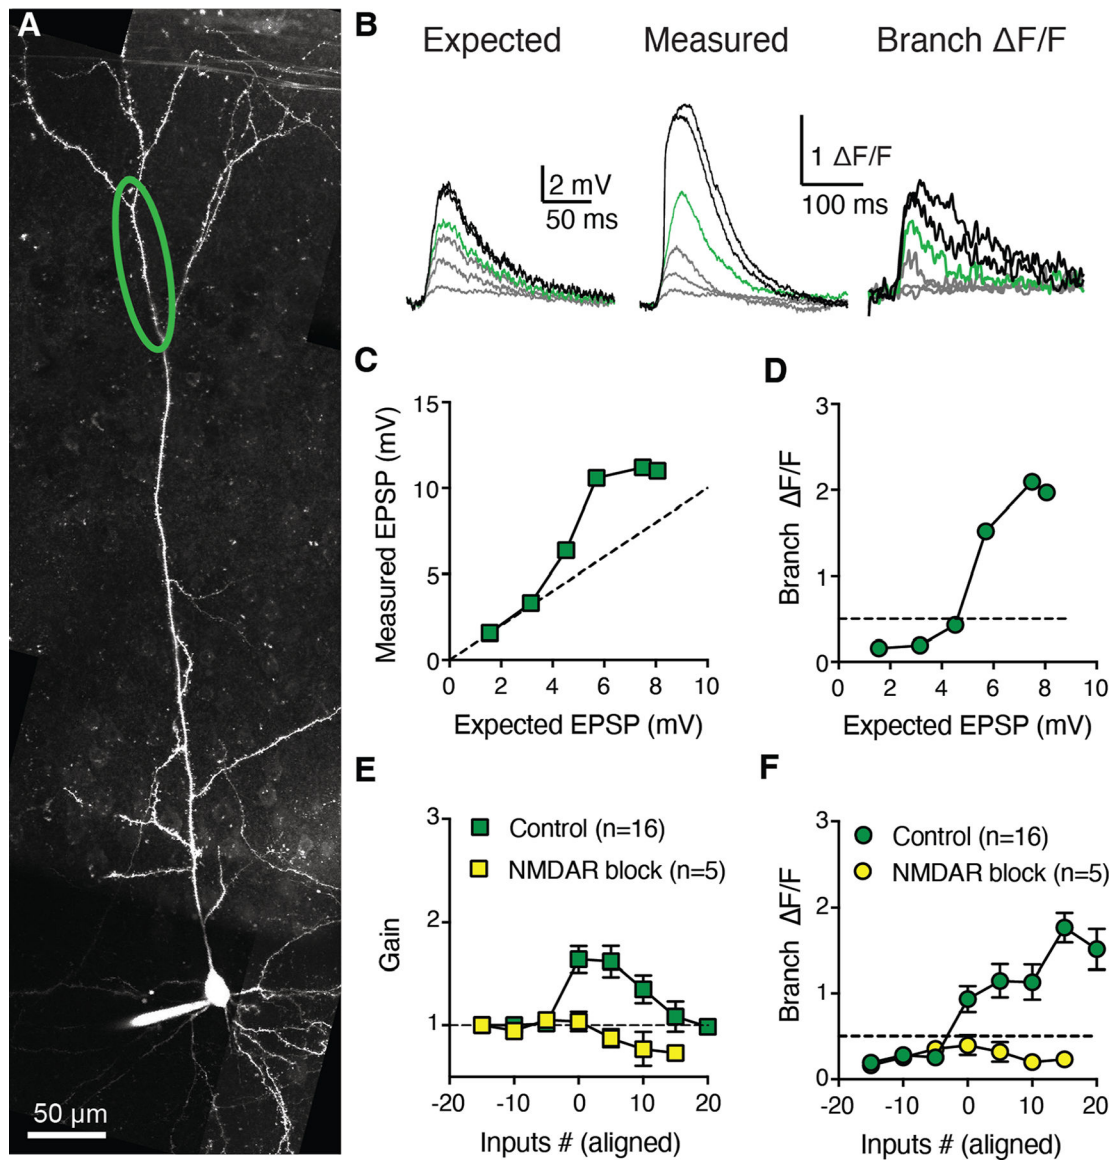 A
50 µm
B
Expected
Measured
Branch ΔF/F
2 mV
50 ms
1 ΔF/F
100 ms
C
15
10
5
0
0 2 4 6 8 10
Measured EPSP (mV)
Expected EPSP (mV)
D
3
2
1
0
0 2 4 6 8 10
Branch ΔF/F
Expected EPSP (mV)
E
3
2
1
-20 -10 0 10 20
Gain
Inputs # (aligned)
Control (n=16)
NMDAR block (n=5)
F
3
2
1
0
-20 -10 0 10 20
Branch ΔF/F
Inputs # (aligned)
Control (n=16)
NMDAR block (n=5)